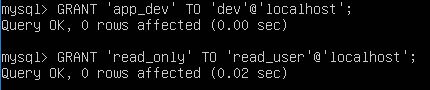 mysql> GRANT 'app_dev' TO 'dev'@'localhost';
Query OK, 0 rows affected (0.00 sec)
mysql> GRANT 'read_only' TO 'read_user'@'localhost';
Query OK, 0 rows affected (0.02 sec)